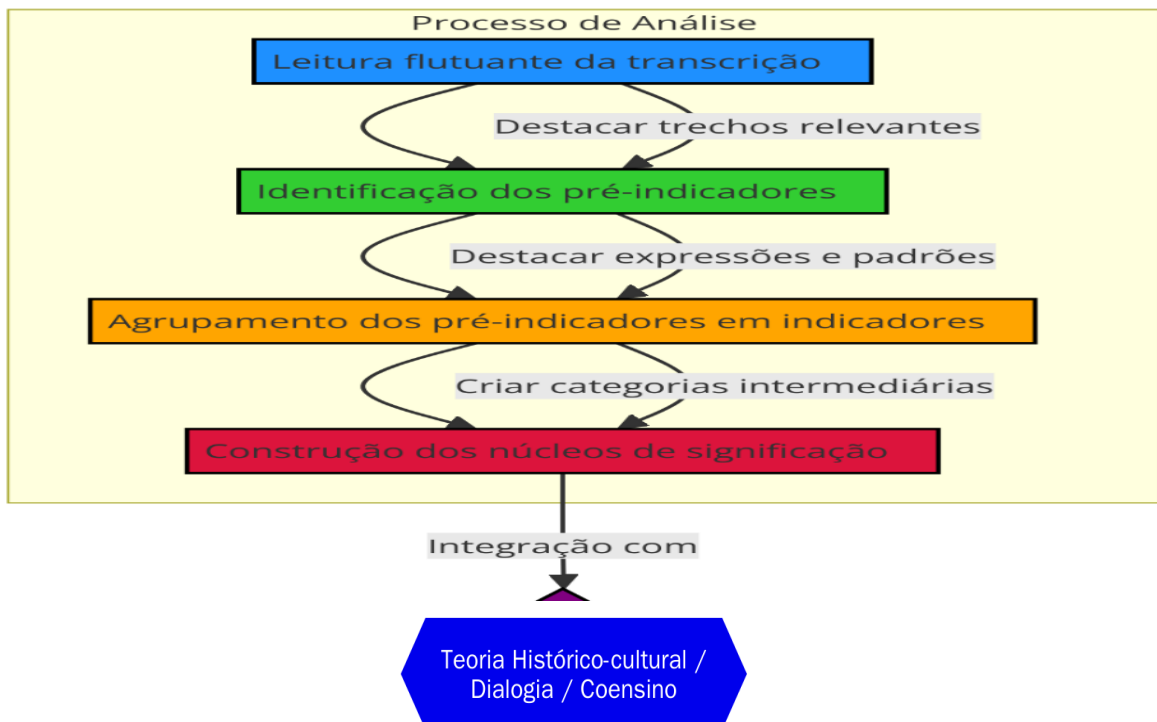 Processo de Análise
Leitura flutuante da transcrição
Destacar trechos relevantes
Identificação dos pré-indicadores
Destacar expressões e padrões
Agrupamento dos pré-indicadores em indicadores
Criar categorias intermediárias
Construção dos núcleos de significação
Integração com
Teoria Histórico-cultural /
Dialogia / Coensino